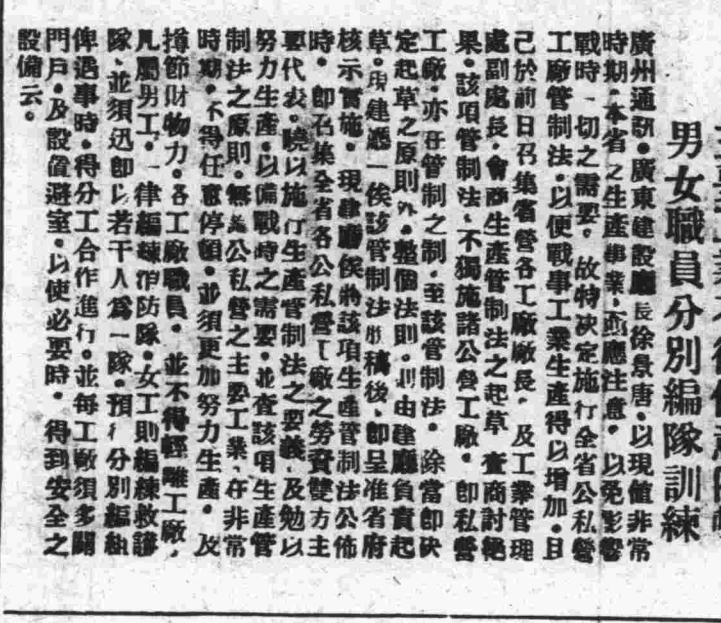 男女職員分別編隊訓練
廣州通訊•廣東建設廳長徐景唐•以現值非常
時期•本省之生產事業•亟應注意•以免影響
戰時一切之需要•故特決定施行全省公私營
工廠管制法•以便戰事工業生產得以增加•且
已於前日召集省營各工廠廠長、及工業管理
處副處長•會商生產管制法之起草•查商討結
果•該項管制法•不獨施諸公營工廠•即私營
工廠•亦在管制之制•至該管制法•除當即決
定起草之原則外•整個法則•則由建廳負責起
草•現建廳一俟該管制法脫稿後•即呈准省府
核示實施•現建廳俟將該項生產管制法公佈
時•即召集全省各公私營工廠之勞資雙方主
要代表•曉以施行生產管制法之要義、及勉以
努力生產•以備戰時之需要•並查該項生產管
制法之原則•無論公私營之主要工業•在非常
時期•不得任意停頓•並須更加努力生產•及
撙節財物力•各工廠職員•並不得輕離工廠•
凡屬男工•一律編練消防隊•女工則編練救護
隊•並須迅即以若干人爲一隊•預行分別編組
俾遇事時•得分工合作進行•並每工廠須多闢
門戶•及設置避室•以使必要時•得到安全之
設備云。